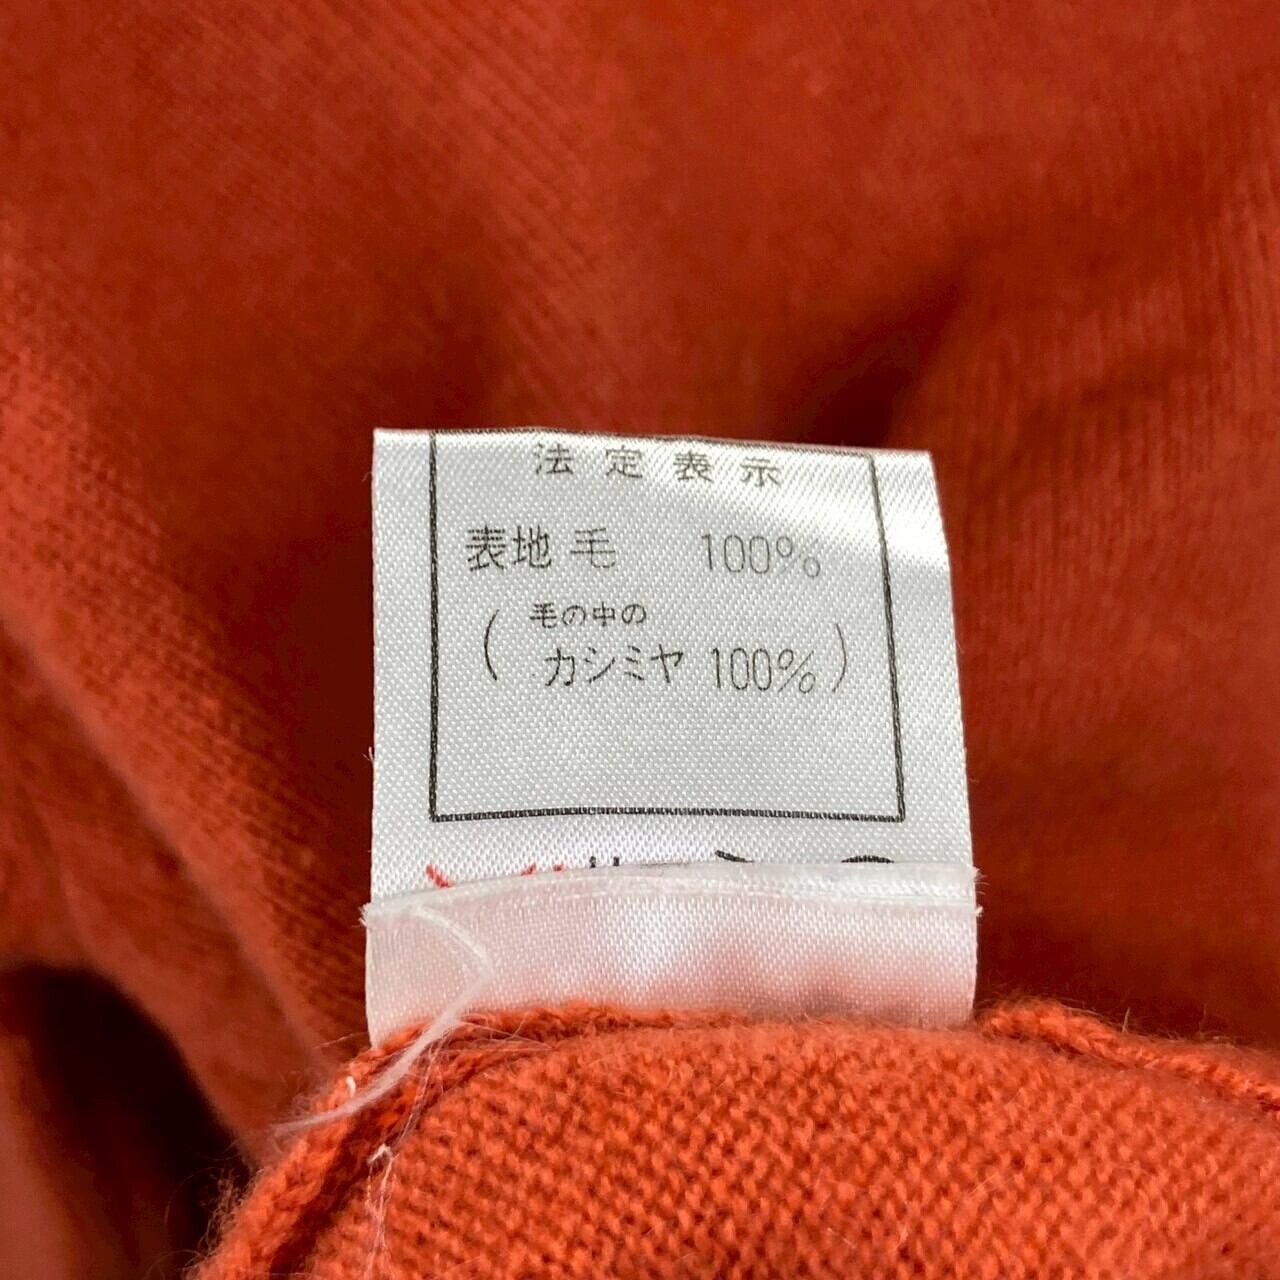 法定表示
表地 毛 100%
( 毛の中の
カシミヤ 100% )